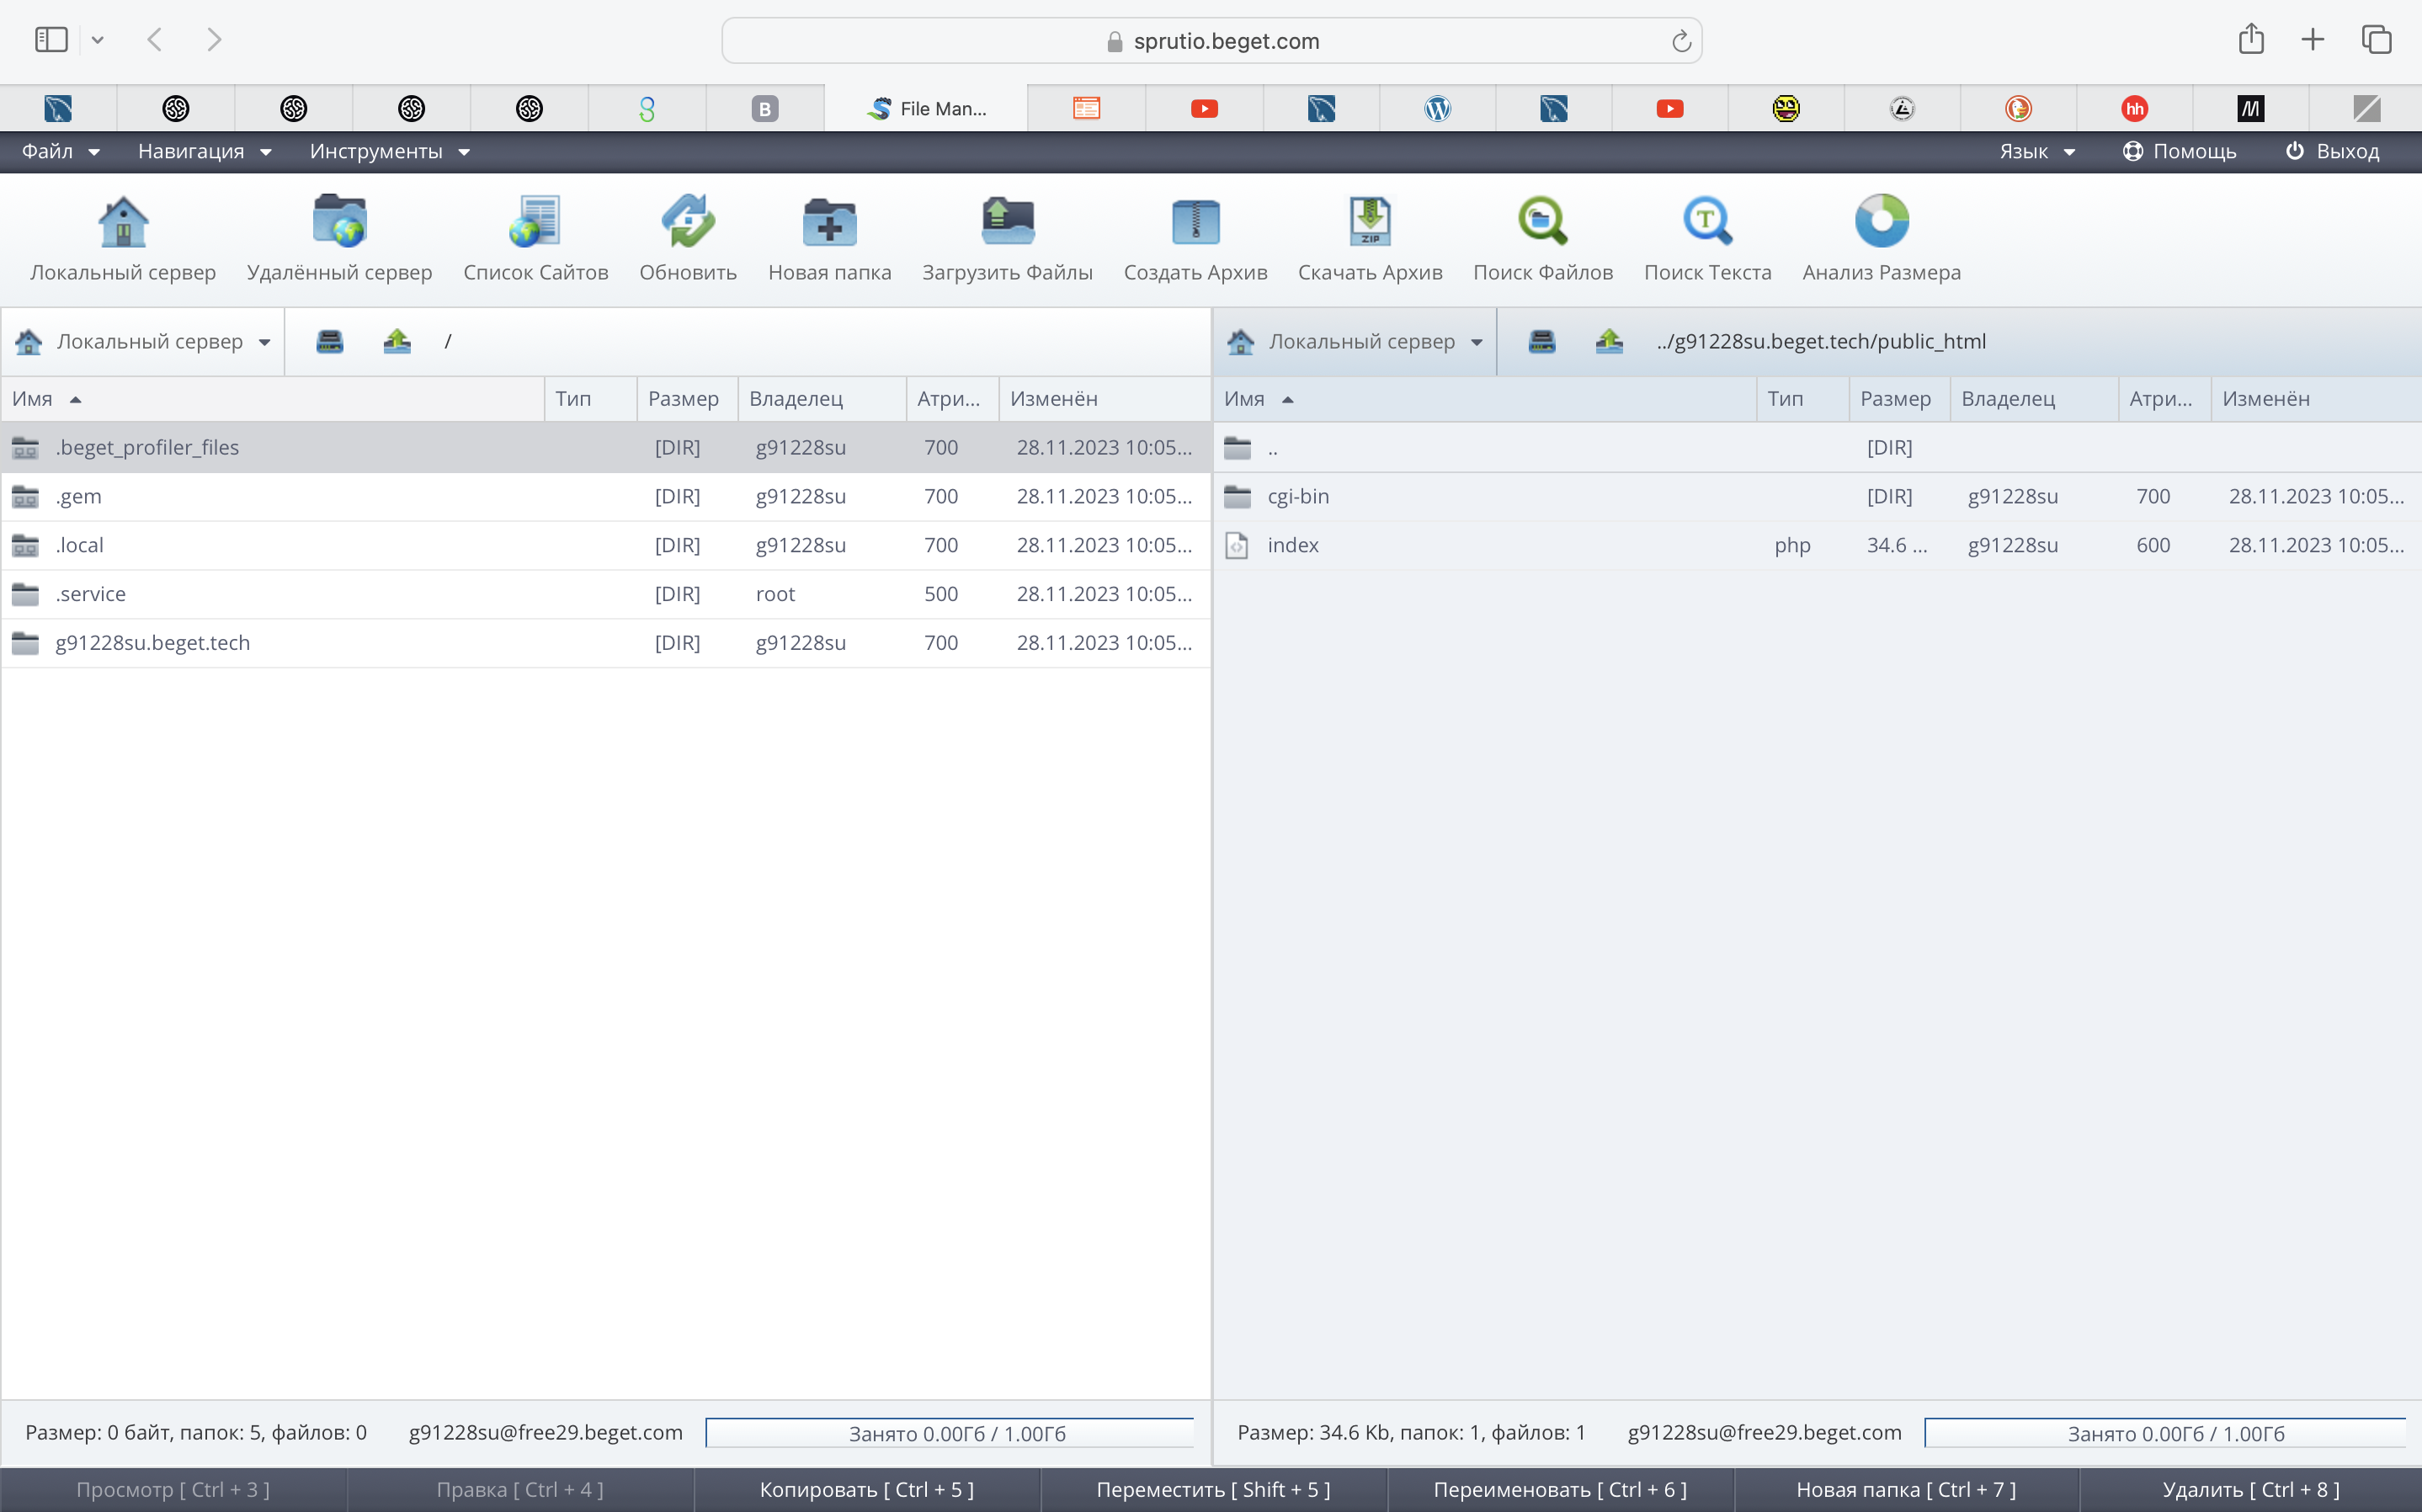 sprutio.beget.com
B File Man... hh
Файл Навигация Инструменты Язык Помощь Выход
T ZIP
Локальный сервер Удалённый сервер Список Сайтов Обновить Новая папка Загрузить Файлы Создать Архив Скачать Архив Поиск Файлов Поиск Текста Анализ Размера
Локальный сервер / Локальный сервер ../g91228su.beget.tech/public_html
Имя Тип Размер Владелец Атри... Изменён Имя Тип Размер Владелец Атри... Изменён
.beget_profiler_files [DIR] g91228su 700 28.11.2023 10:05... .. [DIR]
.gem [DIR] g91228su 700 28.11.2023 10:05... cgi-bin [DIR] g91228su 700 28.11.2023 10:05...
.local [DIR] g91228su 700 28.11.2023 10:05... index php 34.6 ... g91228su 600 28.11.2023 10:05...
.service [DIR] root 500 28.11.2023 10:05...
g91228su.beget.tech [DIR] g91228su 700 28.11.2023 10:05...
Размер: 0 байт, папок: 5, файлов: 0 g91228su@free29.beget.com Занято 0.00Гб / 1.00Гб Размер: 34.6 Kb, папок: 1, файлов: 1 g91228su@free29.beget.com Занято 0.00Гб / 1.00Гб
Просмотр [ Ctrl + 3 ] Правка [ Ctrl + 4 ] Копировать [ Ctrl + 5 ] Переместить [ Shift + 5 ] Переименовать [ Ctrl + 6 ] Новая папка [ Ctrl + 7 ] Удалить [ Ctrl + 8 ]